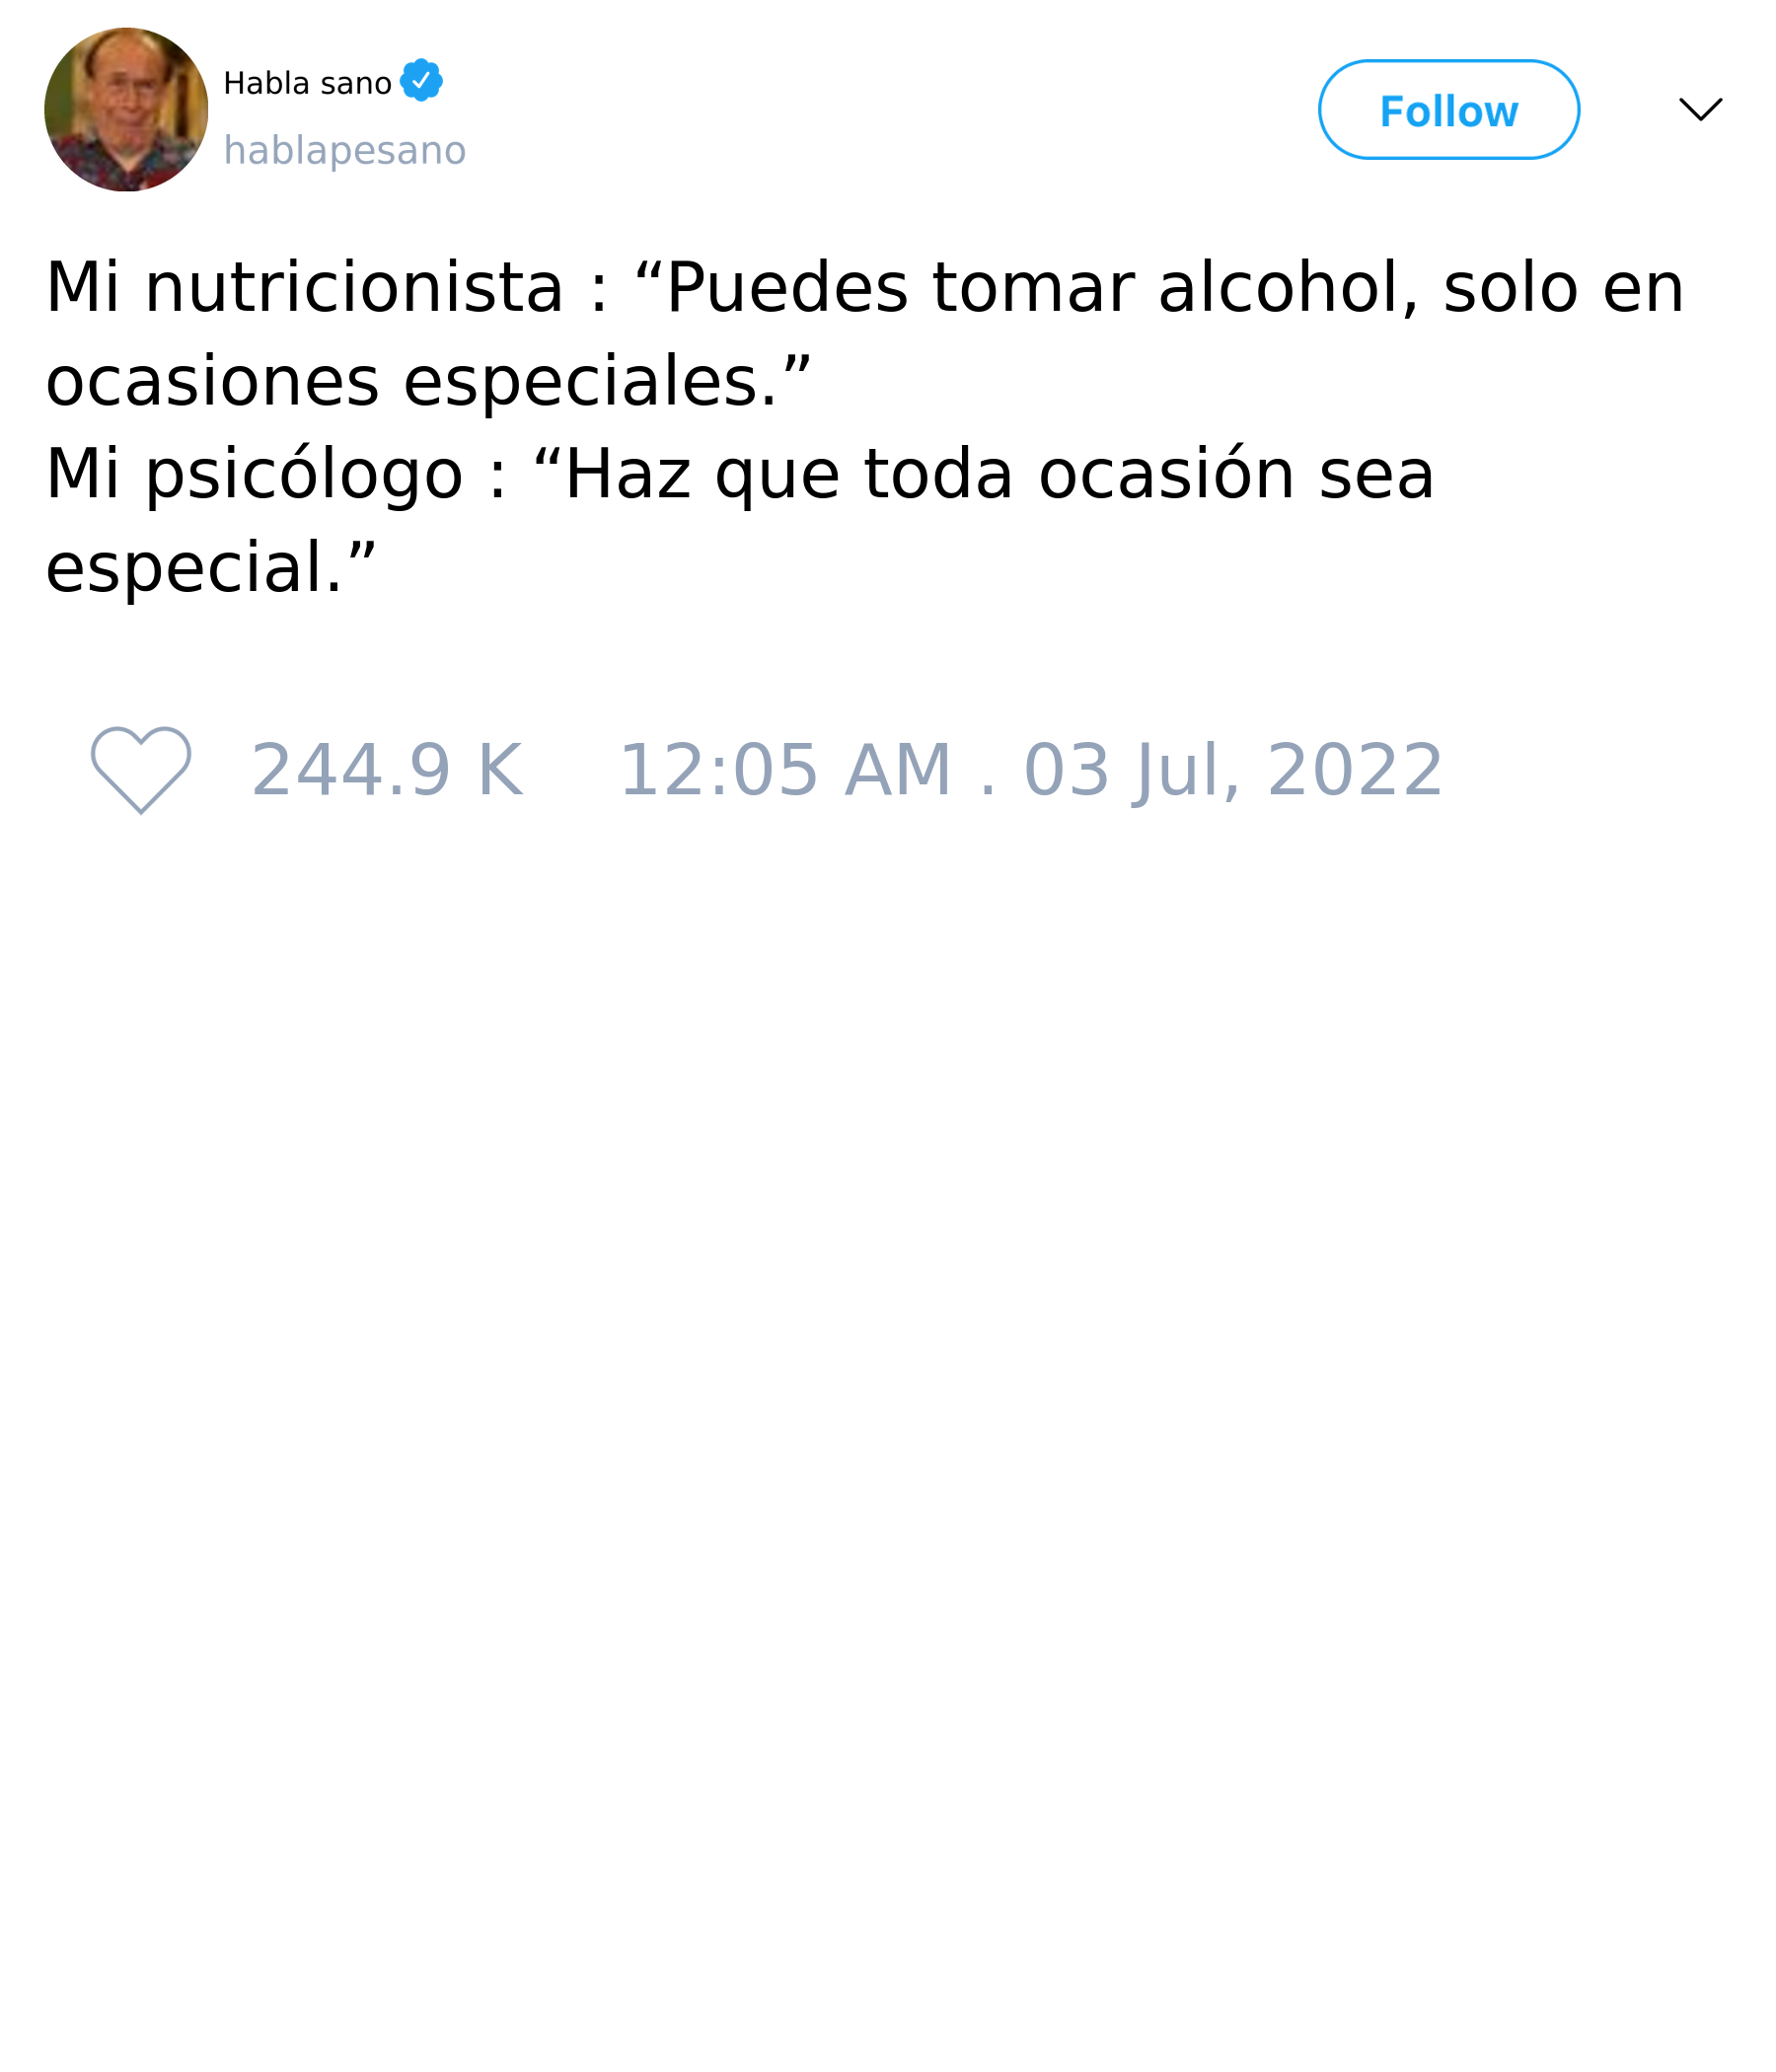 Habla sano
hablapesano
Follow
Mi nutricionista : “Puedes tomar alcohol, solo en
ocasiones especiales.”
Mi psicólogo : “Haz que toda ocasión sea
especial.”
244.9 K 12:05 AM . 03 Jul, 2022